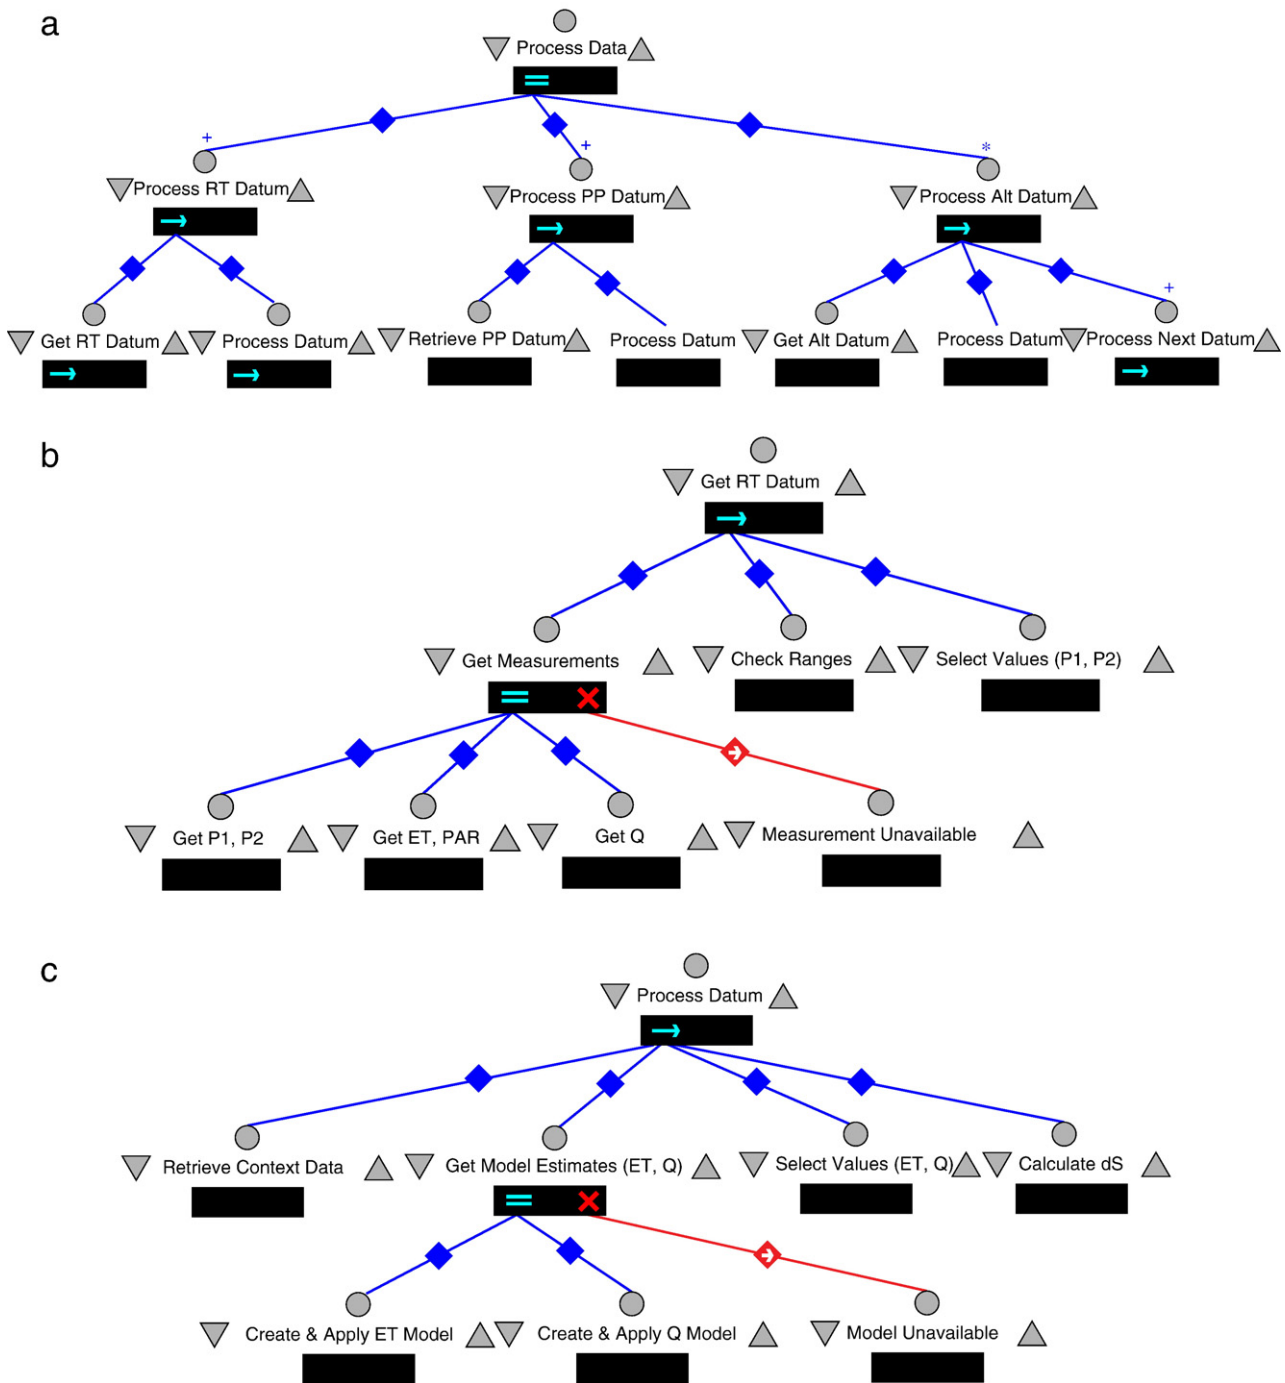 a
Process Data
+
+
*
Process RT Datum
Process PP Datum
Process Alt Datum
+
Get RT Datum
Process Datum
Retrieve PP Datum
Process Datum
Get Alt Datum
Process Datum
Process Next Datum
b
Get RT Datum
Get Measurements
Check Ranges
Select Values (P1, P2)
Get P1, P2
Get ET, PAR
Get Q
Measurement Unavailable
c
Process Datum
Retrieve Context Data
Get Model Estimates (ET, Q)
Select Values (ET, Q)
Calculate dS
Create & Apply ET Model
Create & Apply Q Model
Model Unavailable